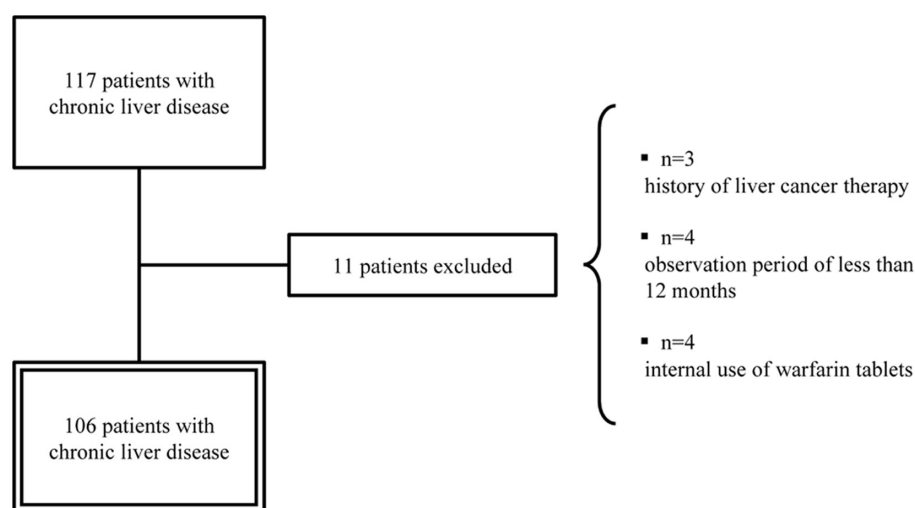 117 patients with
chronic liver disease
11 patients excluded
▪ n=3
history of liver cancer therapy
▪ n=4
observation period of less than
12 months
▪ n=4
internal use of warfarin tablets
106 patients with
chronic liver disease